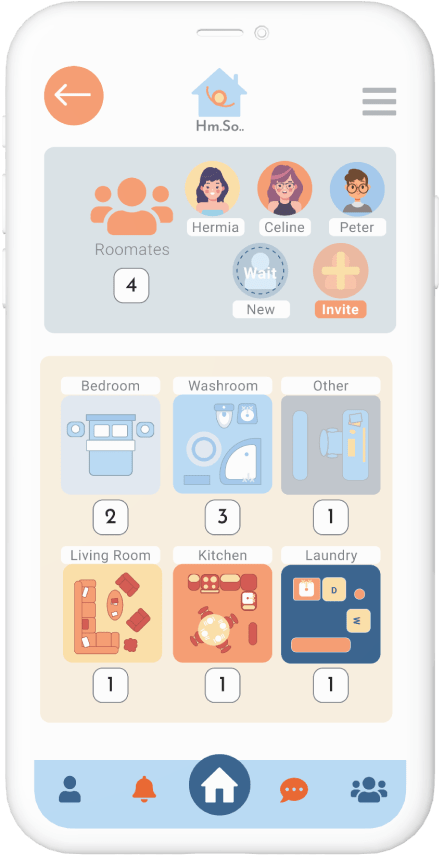 Hm.So..
Roomates
4
Hermia
Celine
Peter
Wait
New
Invite
Bedroom
Washroom
Other
2
3
1
Living Room
Kitchen
Laundry
D
W
1
1
1